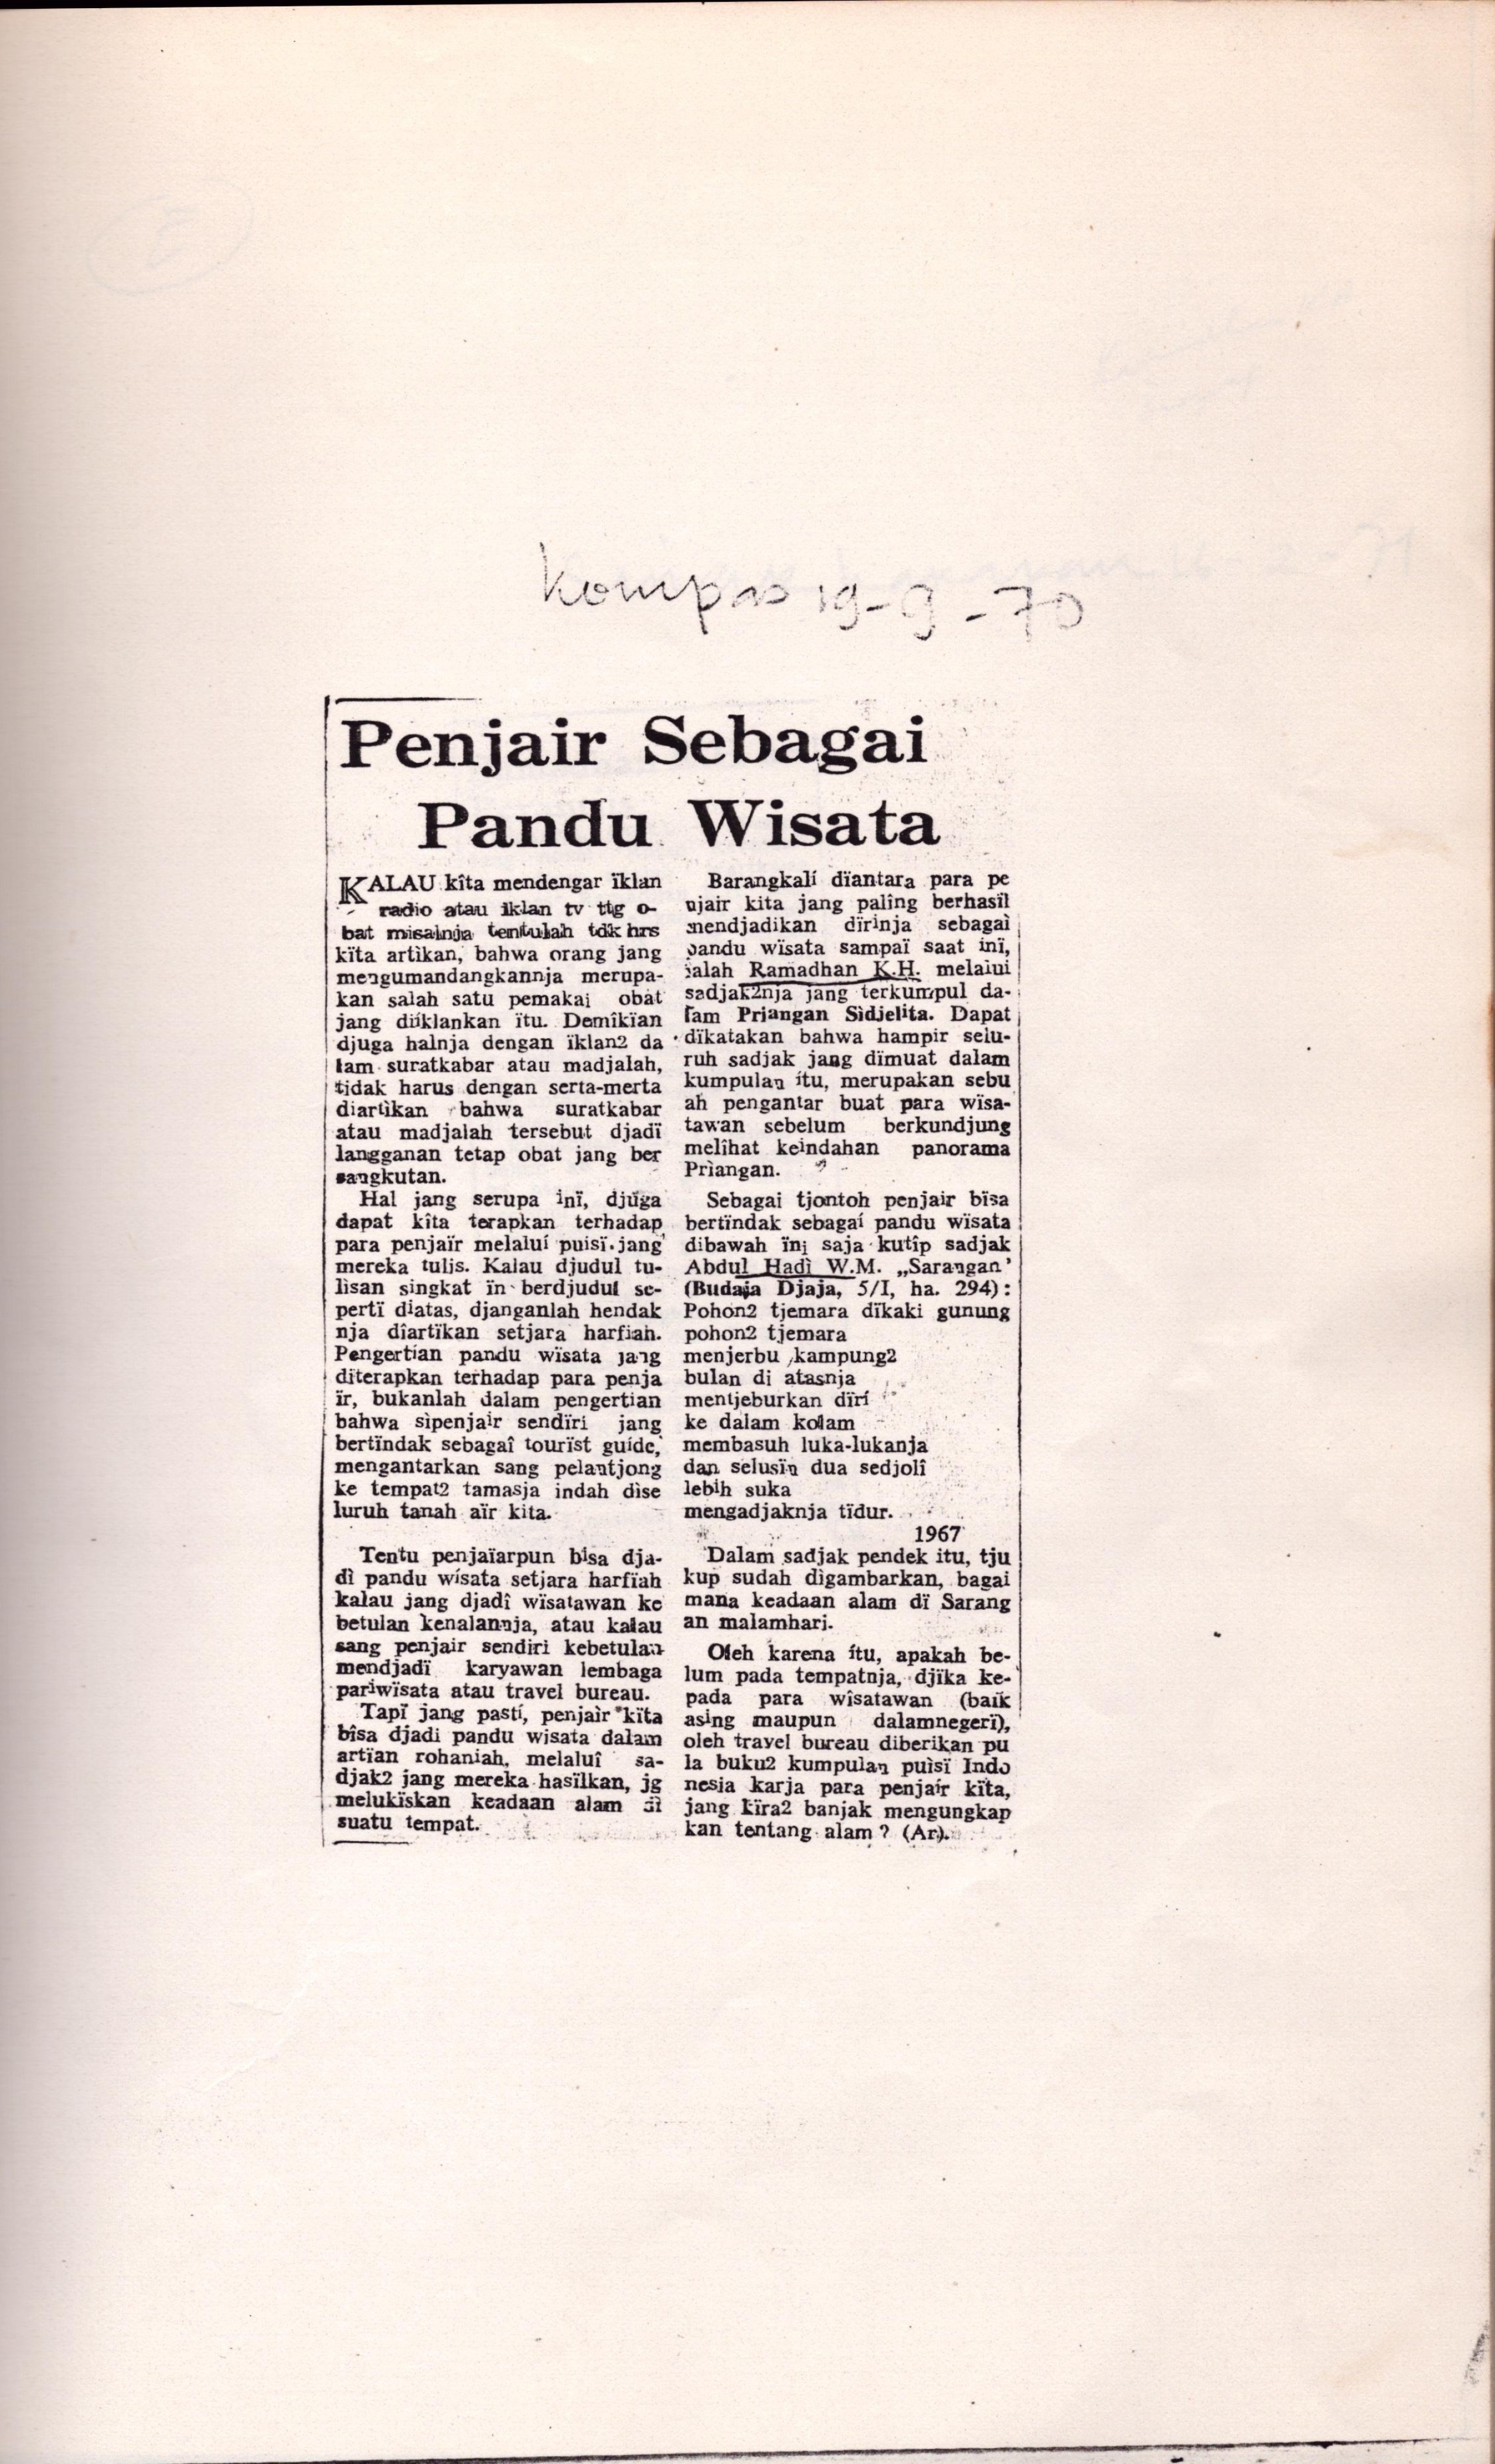 Kompas 19-9-70
Penjair Sebagai
Pandu Wisata
KALAU kita mendengar iklan
radio atau iklan tv ttg o-
bat misalnja tentulah tdk hrs
kita artikan, bahwa orang jang
mengumandangkannja merupa-
kan salah satu pemakai obat
jang diiklankan itu. Demikian
djuga halnja dengan iklan2 da
lam suratkabar atau madjalah,
tidak harus dengan serta-merta
diartikan bahwa suratkabar
atau madjalah tersebut djadi
langganan tetap obat jang ber
sangkutan.
Hal jang serupa ini, djuga
dapat kita terapkan terhadap
para penjair melalui puisi jang
mereka tulis. Kalau djudul tu-
lisan singkat in berdjudul se-
perti diatas, djanganlah hendak
nja diartikan setjara harfiah.
Pengertian pandu wisata jang
diterapkan terhadap para penja
ir, bukanlah dalam pengertian
bahwa sipenjair sendiri jang
bertindak sebagai tourist guide,
mengantarkan sang pelantjong
ke tempat2 tamasja indah dise
luruh tanah air kita.
Tentu penjaiarpun bisa dja-
di pandu wisata setjara harfiah
kalau jang djadi wisatawan ke
betulan kenalannja, atau kalau
sang penjair sendiri kebetulan
mendjadi karyawan lembaga
pariwisata atau travel bureau.
Tapi jang pasti, penjair kita
bisa djadi pandu wisata dalam
artian rohaniah, melalui sa-
djak2 jang mereka hasilkan, jg
melukiskan keadaan alam di
suatu tempat.
Barangkali diantara para pe
njair kita jang paling berhasil
mendjadikan dirinja sebagai
pandu wisata sampai saat ini,
ialah Ramadhan K.H. melalui
sadjak2nja jang terkumpul da-
lam Priangan Sidjelita. Dapat
dikatakan bahwa hampir selu-
ruh sadjak jang dimuat dalam
kumpulan itu, merupakan sebu
ah pengantar buat para wisa-
tawan sebelum berkundjung
melihat keindahan panorama
Priangan.
Sebagai tjontoh penjair bisa
bertindak sebagai pandu wisata
dibawah ini saja kutip sadjak
Abdul Hadi W.M. „Sarangan'
(Budaja Djaja, 5/I, ha. 294):
Pohon2 tjemara dikaki gunung
pohon2 tjemara
menjerbu kampung2
bulan di atasnja
mentjeburkan diri
ke dalam kolam
membasuh luka-lukanja
dan selusin dua sedjoli
lebih suka
mengadjaknja tidur.
1967
Dalam sadjak pendek itu, tju
kup sudah digambarkan, bagai
mana keadaan alam di Sarang
an malamhari.
Oleh karena itu, apakah be-
lum pada tempatnja, djika ke-
pada para wisatawan (baik
asing maupun dalamnegeri),
oleh travel bureau diberikan pu
la buku2 kumpulan puisi Indo
nesia karja para penjair kita,
jang kira2 banjak mengungkap
kan tentang alam? (Ar).